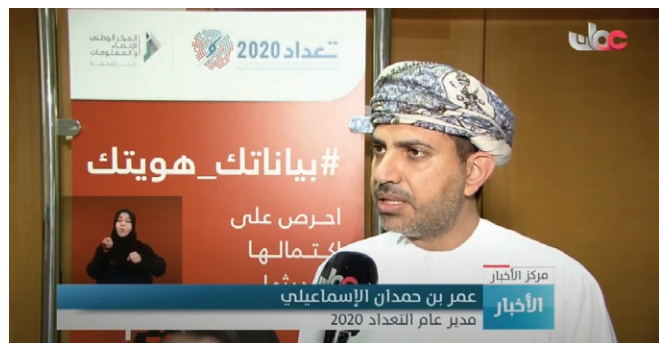 المركز الوطني
للإحصاء
والمعلومات
تعداد 2020
عمان
#بياناتك_هويتك
احرص على
اكتمالها
مركز الأخبار
الأخبار
عمر بن حمدان الإسماعيلي
مدير عام التعداد 2020